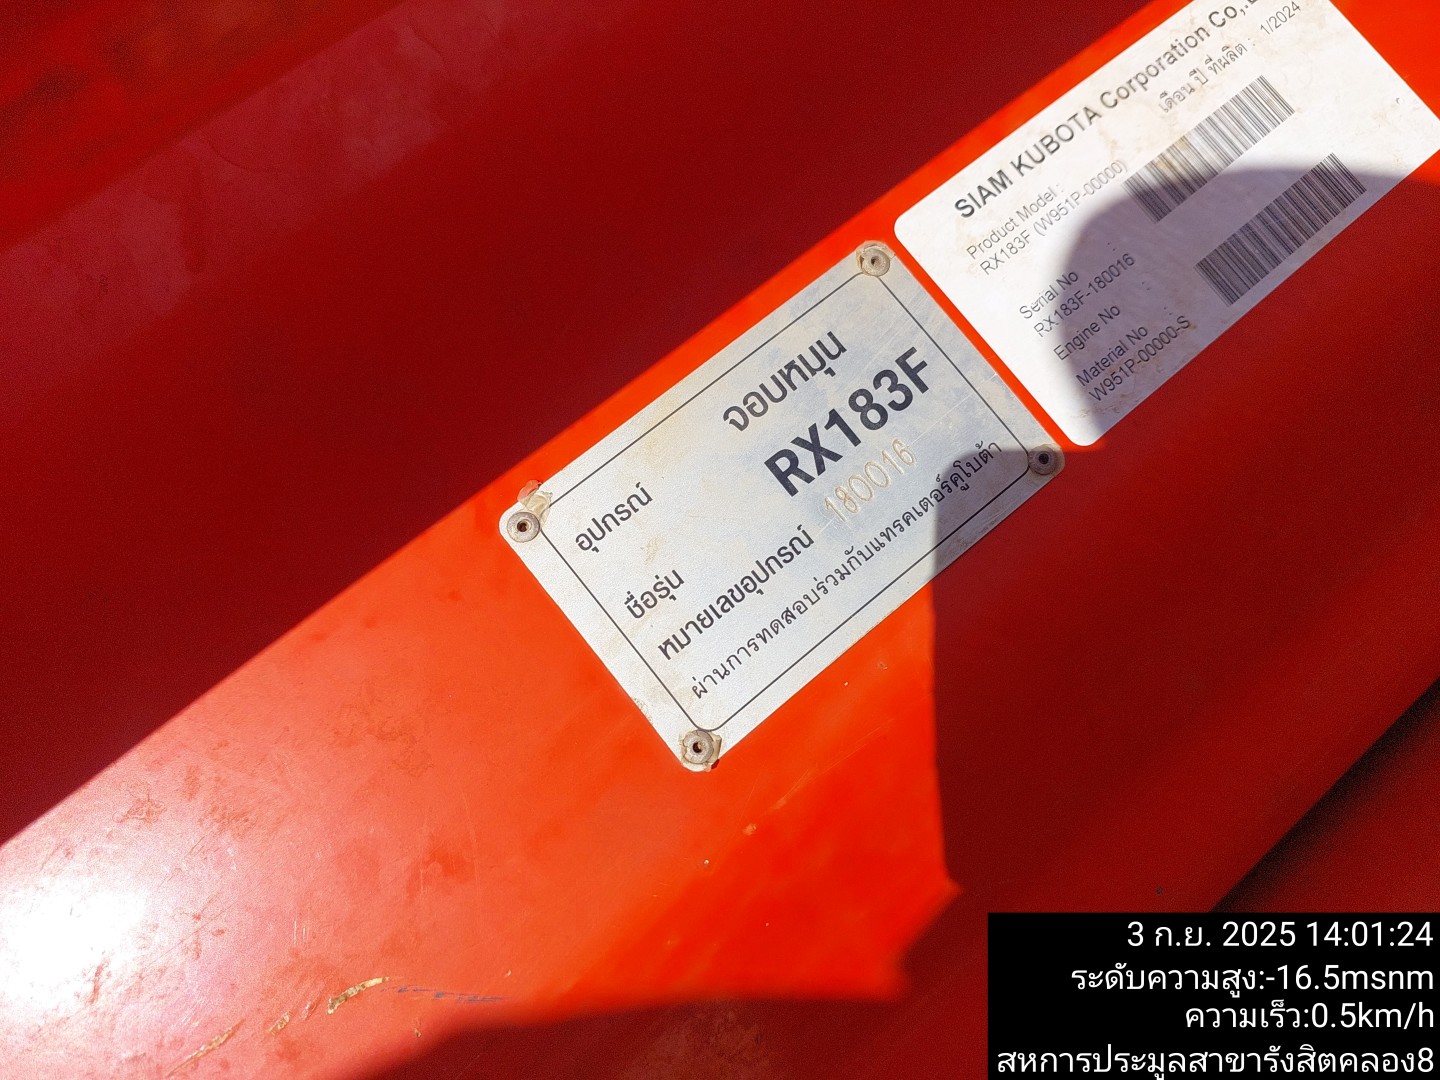 SIAM KUBOTA Corporation Co,.
เดือน ปี ที่ผลิต : 1/2024
Product Model :
RX183F (W951P-00000)
Serial No :
RX183F-180016
Engine No :
Material No :
W951P-00000-S
อุปกรณ์ จอบหมุน
ชื่อรุ่น RX183F
หมายเลขอุปกรณ์ 180016
ผ่านการทดสอบร่วมกับแทรคเตอร์คูโบต้า
3 ก.ย. 2025 14:01:24
ระดับความสูง:-16.5msnm
ความเร็ว:0.5km/h
สหการประมูลสาขารังสิตคลอง8